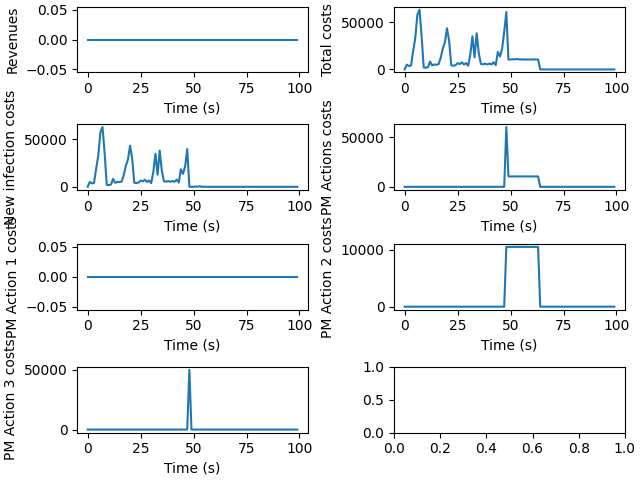 Revenues
0.05
0.00
−0.05
0 25 50 75 100
Time (s)
Total costs
50000
0
0 25 50 75 100
Time (s)
New infection costs
50000
0
0 25 50 75 100
Time (s)
PM Actions costs
50000
0
0 25 50 75 100
Time (s)
PM Action 1 costs
0.05
0.00
−0.05
0 25 50 75 100
Time (s)
PM Action 2 costs
10000
0
0 25 50 75 100
Time (s)
PM Action 3 costs
50000
0
0 25 50 75 100
Time (s)
1.0
0.5
0.0
0.0 0.2 0.4 0.6 0.8 1.0